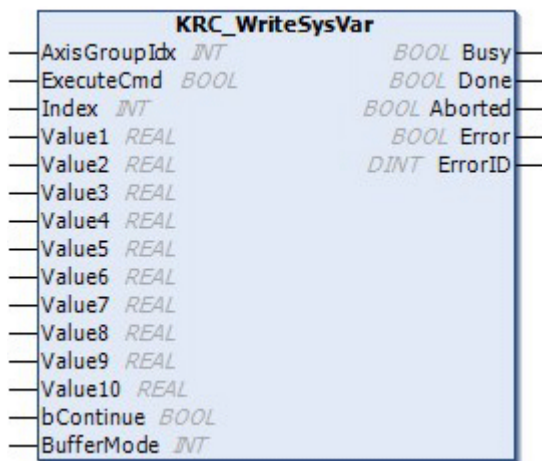 KRC_WriteSysVar
AxisGroupIdx INT BOOL Busy
ExecuteCmd BOOL BOOL Done
Index INT BOOL Aborted
Value1 REAL BOOL Error
Value2 REAL DINT ErrorID
Value3 REAL
Value4 REAL
Value5 REAL
Value6 REAL
Value7 REAL
Value8 REAL
Value9 REAL
Value10 REAL
bContinue BOOL
BufferMode INT